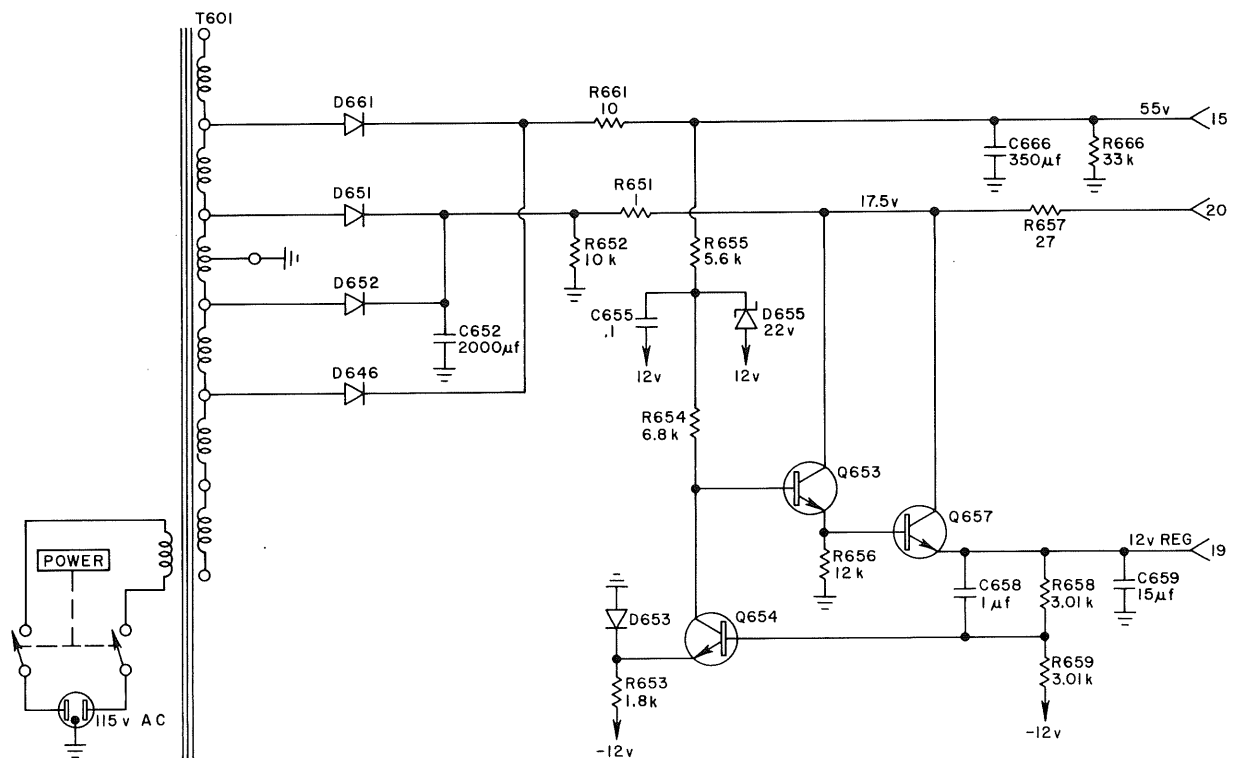 T601
D661
R661
10
55v
15
C666
350µf
R666
33k
D651
R651
1
17.5v
20
R657
27
R652
10k
R655
5.6k
D652
C652
2000µf
C655
.1
D655
22v
12v
12v
D646
R654
6.8k
Q653
Q657
12v REG
19
R656
12k
C658
1µf
R658
3.01k
C659
15µf
POWER
D653
Q654
R653
1.8k
R659
3.01k
-12v
-12v
115v AC